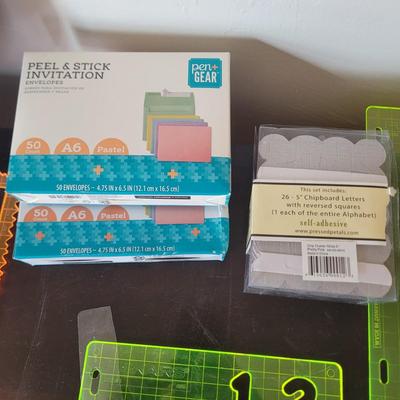 PEEL & STICK
INVITATION
ENVELOPES
pen+
GEAR
50
A6
Pastel
50 ENVELOPES – 4.75 IN x 6.5 IN (12.1 cm x 16.5 cm)
50
A6
Pastel
50 ENVELOPES – 4.75 IN x 6.5 IN (12.1 cm x 16.5 cm)
This set includes:
26 - 5" Chipboard Letters
with reversed squares
(1 each of the entire Alphabet)
self-adhesive
www.pressedpetals.com
1 2